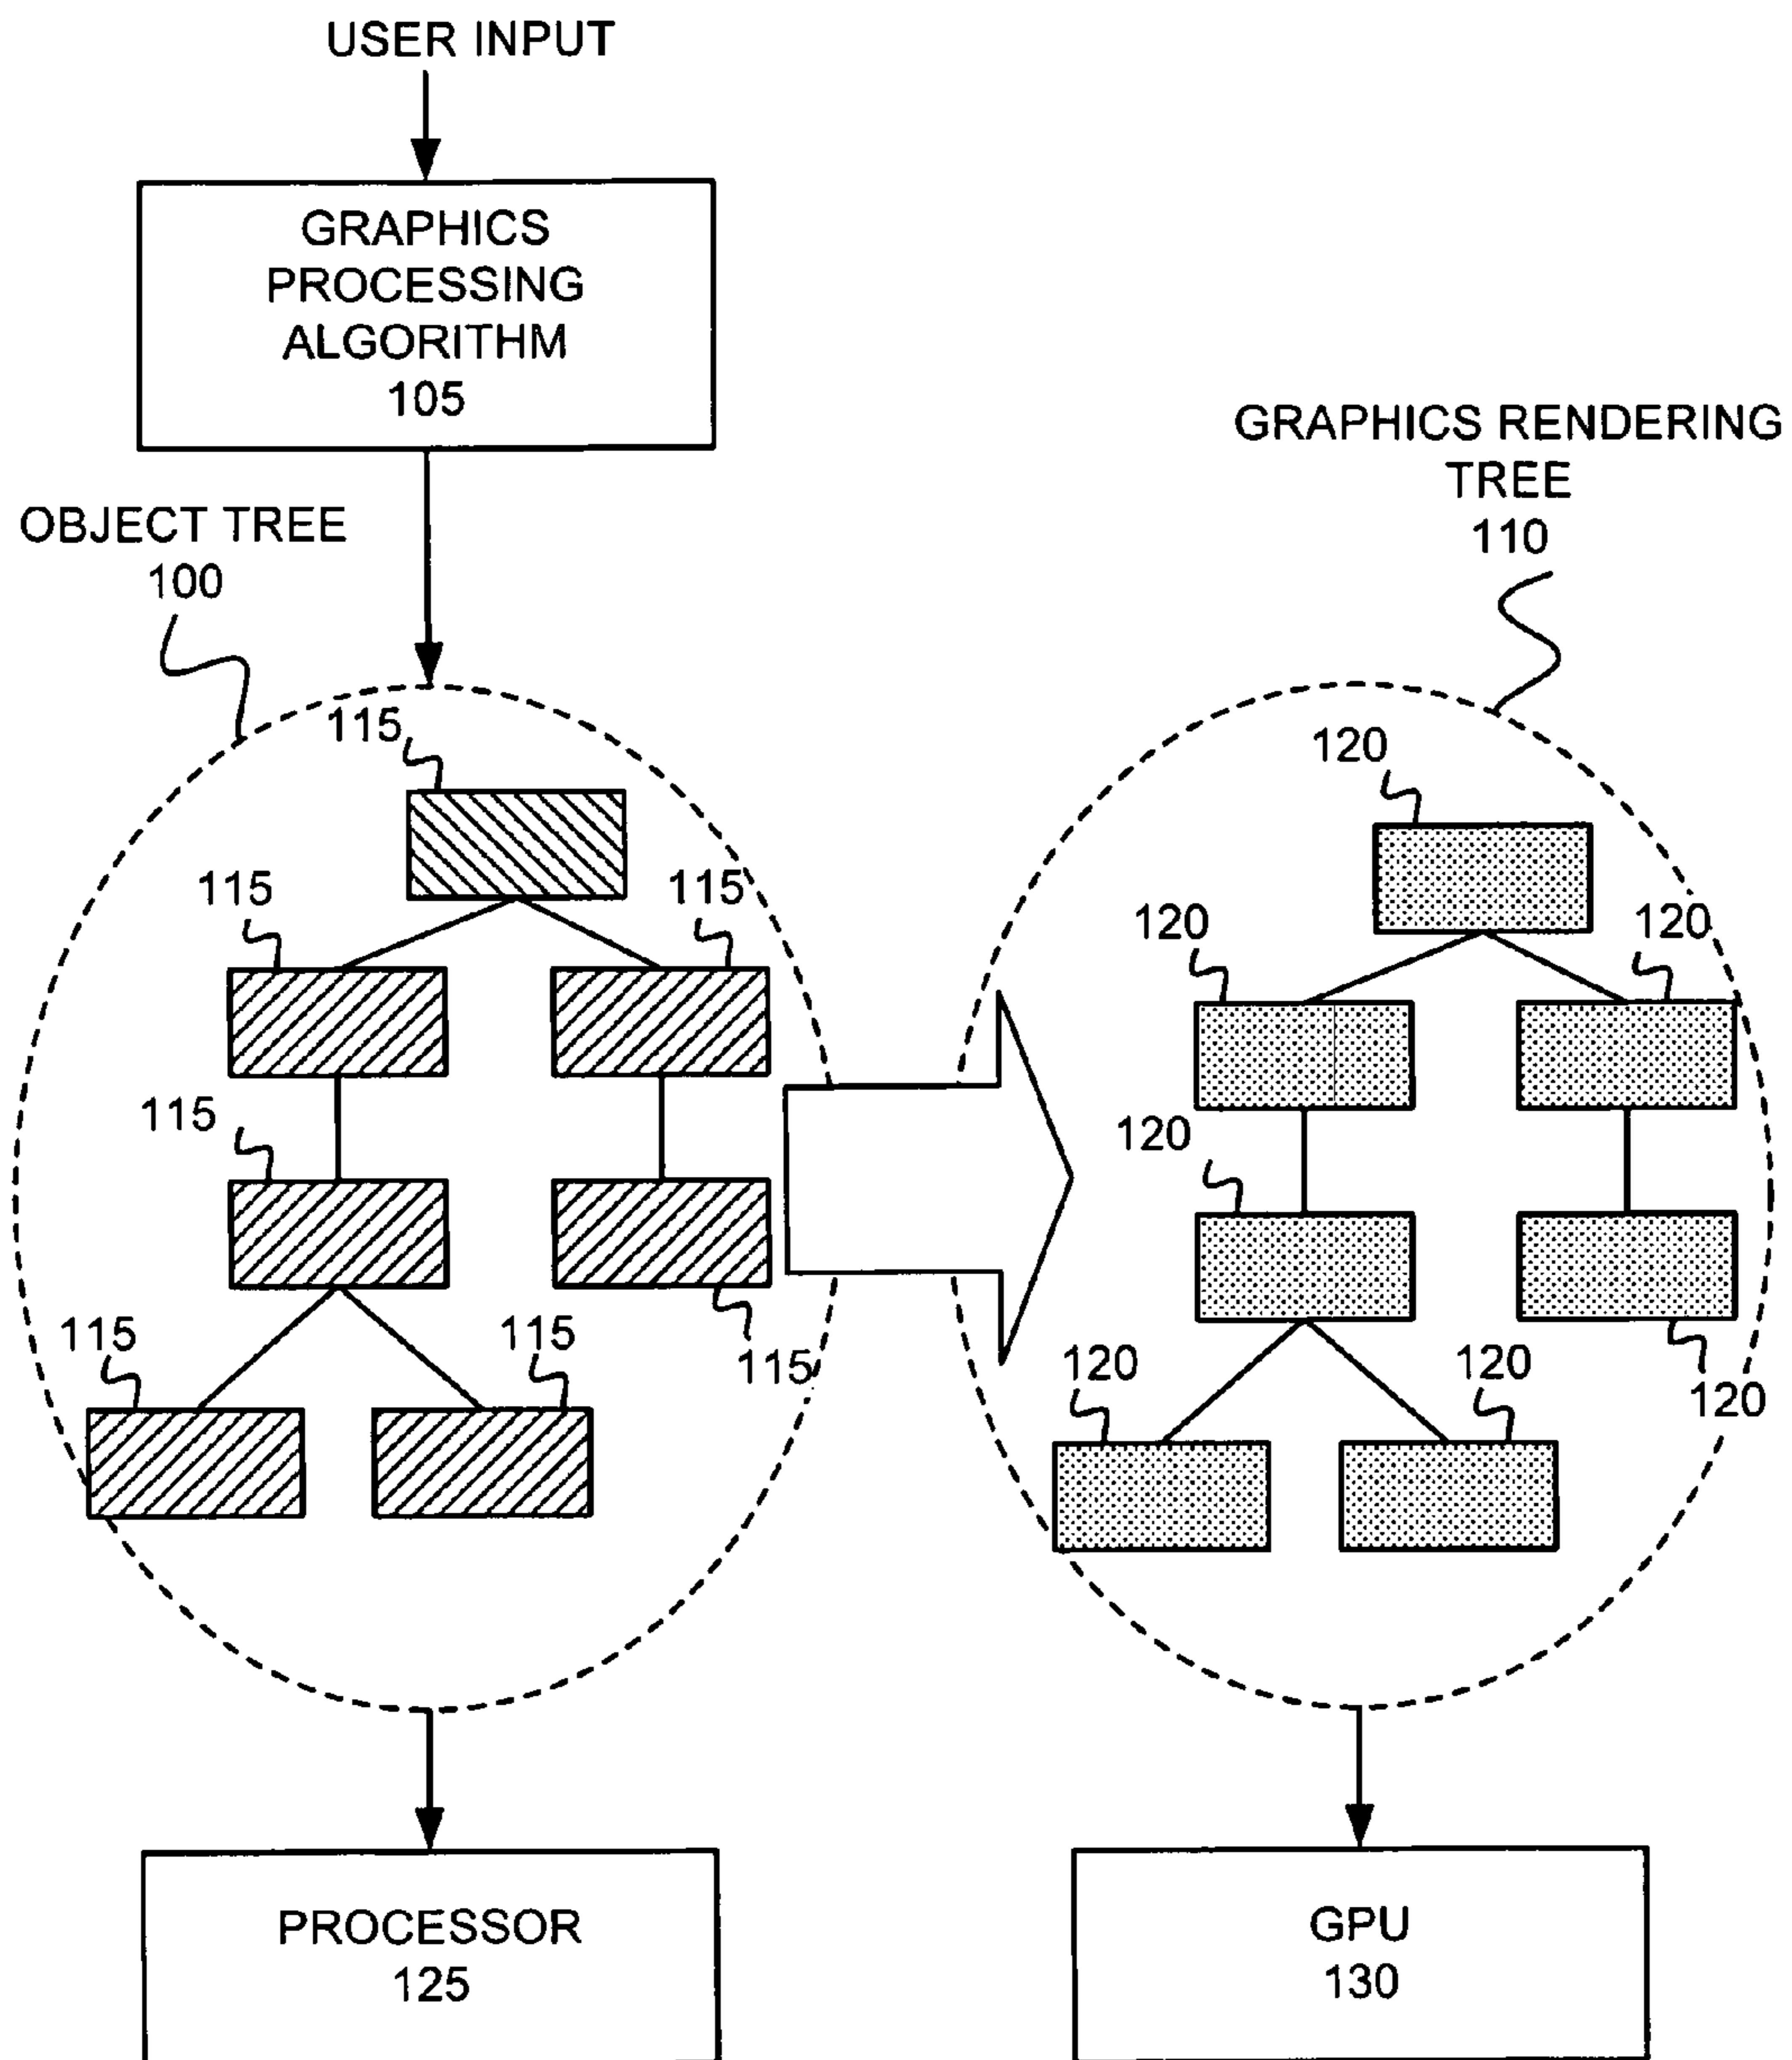 USER INPUT
GRAPHICS
PROCESSING
ALGORITHM
105
GRAPHICS RENDERING
TREE
110
OBJECT TREE
100
115
115
115
115
115
115
115
120
120
120
120
120
120
120
PROCESSOR
125
GPU
130